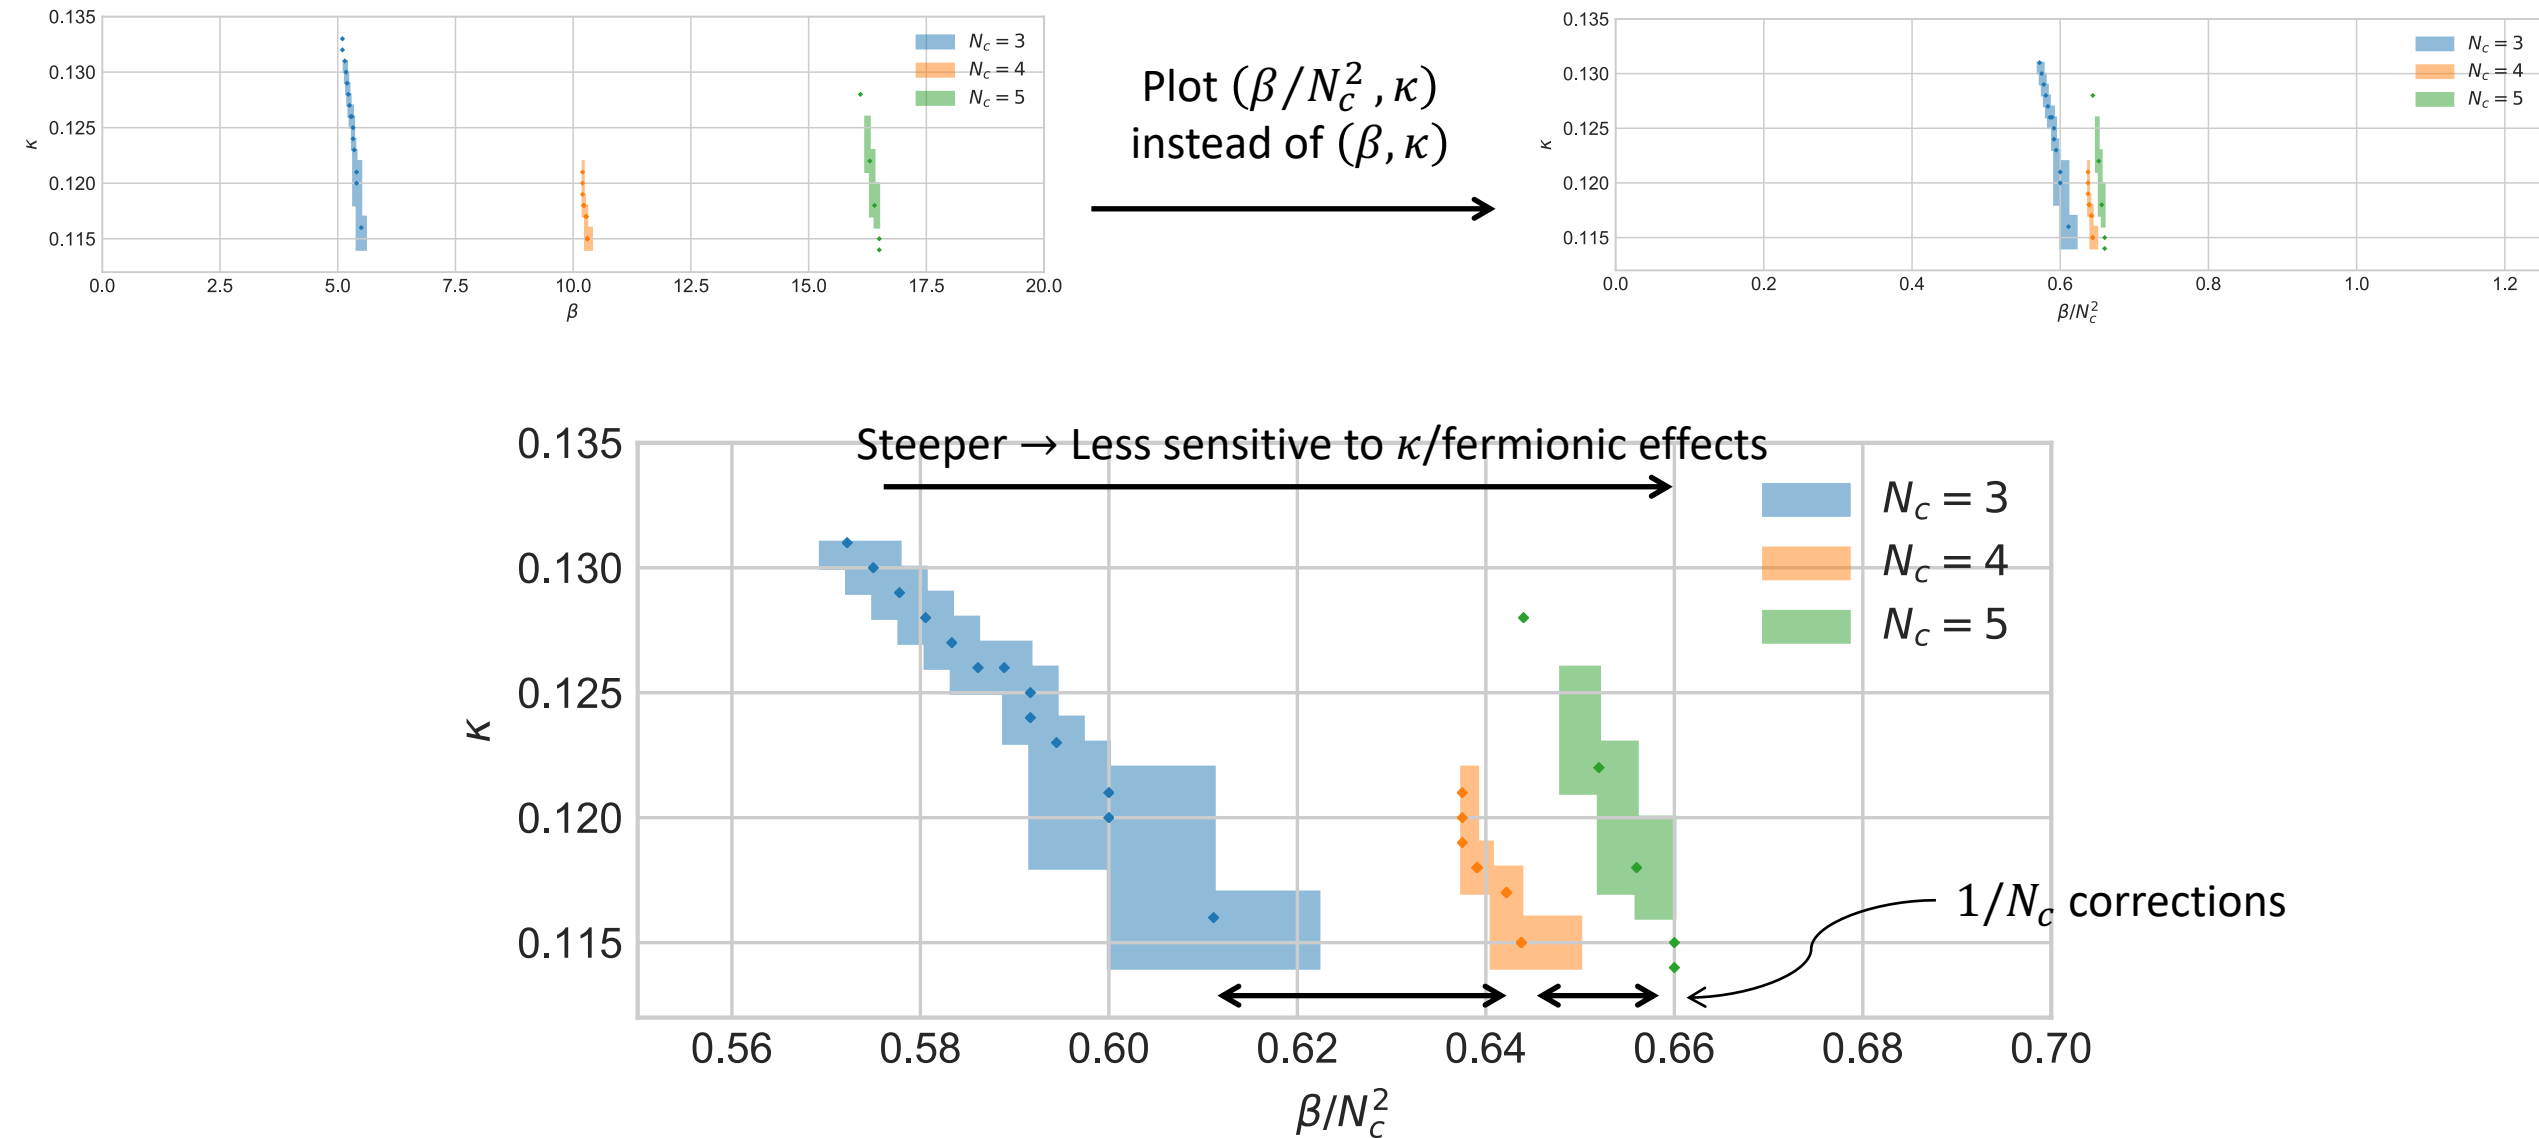 0.135
0.130
0.125
0.120
0.115
κ
0.0 2.5 5.0 7.5 10.0 12.5 15.0 17.5 20.0
β
N_c = 3
N_c = 4
N_c = 5
Plot (β/N_c^2, κ)
instead of (β, κ)
0.135
0.130
0.125
0.120
0.115
κ
0.0 0.2 0.4 0.6 0.8 1.0 1.2
β/N_c^2
N_c = 3
N_c = 4
N_c = 5
Steeper → Less sensitive to κ/fermionic effects
0.135
0.130
0.125
0.120
0.115
κ
N_c = 3
N_c = 4
N_c = 5
1/N_c corrections
0.56 0.58 0.60 0.62 0.64 0.66 0.68 0.70
β/N_c^2